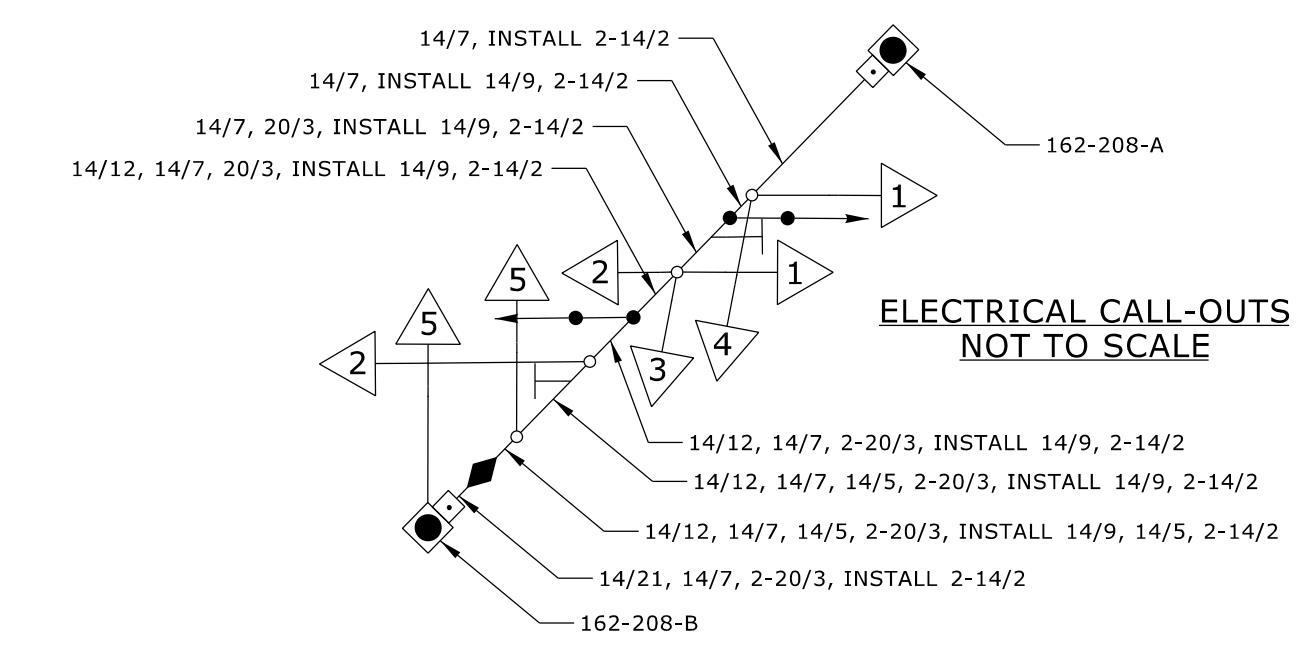 14/7, INSTALL 2-14/2
14/7, INSTALL 14/9, 2-14/2
14/7, 20/3, INSTALL 14/9, 2-14/2
162-208-A
14/12, 14/7, 20/3, INSTALL 14/9, 2-14/2
1
2
1
5
ELECTRICAL CALL-OUTS
NOT TO SCALE
5
4
2
3
14/12, 14/7, 2-20/3, INSTALL 14/9, 2-14/2
14/12, 14/7, 14/5, 2-20/3, INSTALL 14/9, 2-14/2
14/12, 14/7, 14/5, 2-20/3, INSTALL 14/9, 14/5, 2-14/2
14/21, 14/7, 2-20/3, INSTALL 2-14/2
162-208-B